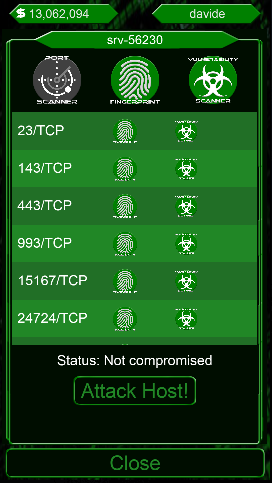 $ 13,062,094
davide
srv-56230
PORT
SCANNER
FINGERPRINT
VULNERABILITY
SCANNER
23/TCP
143/TCP
443/TCP
993/TCP
15167/TCP
24724/TCP
Status: Not compromised
Attack Host!
Close